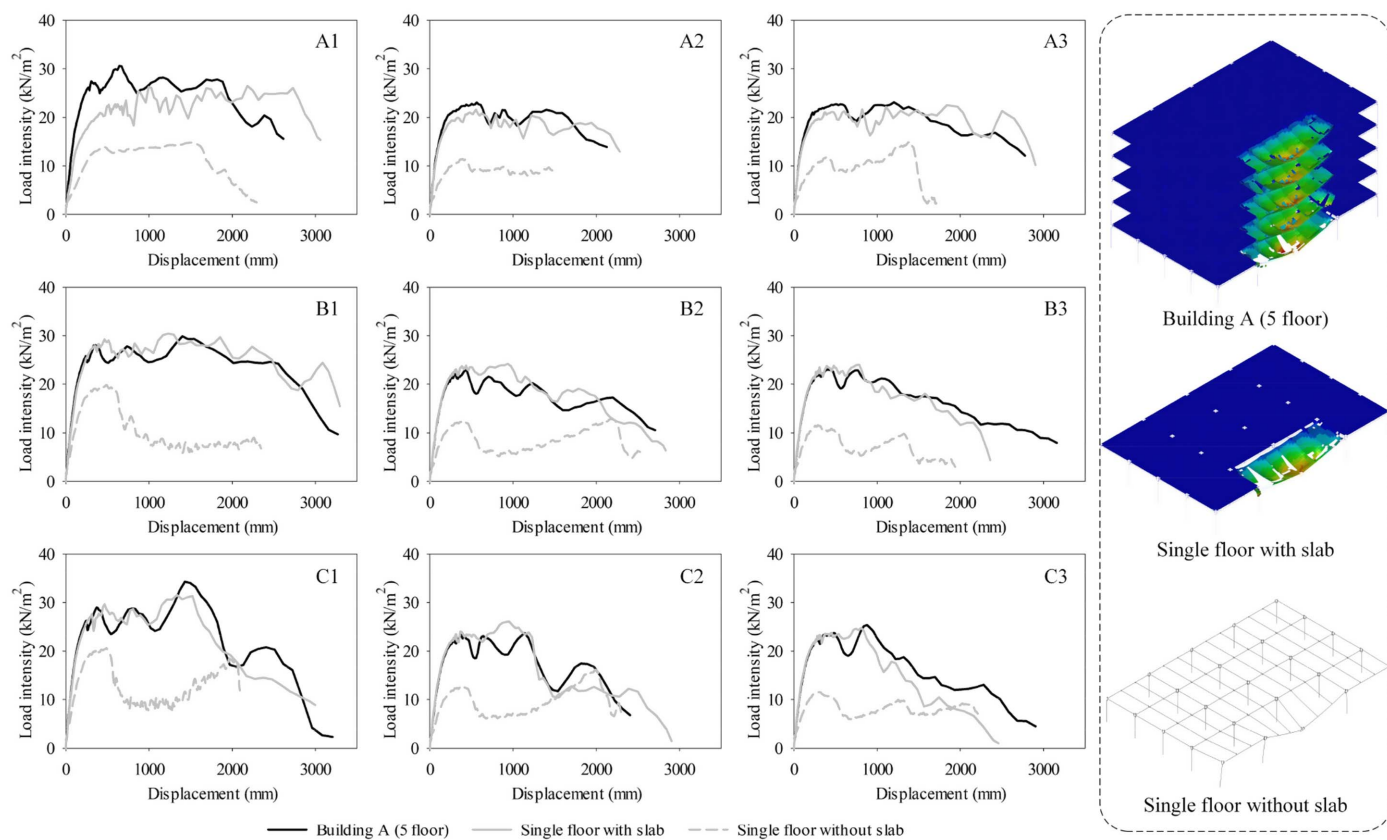 40
A1
30
20
10
0
0 1000 2000 3000
Displacement (mm)
Load intensity (kN/m²)
40
A2
30
20
10
0
0 1000 2000 3000
Displacement (mm)
Load intensity (kN/m²)
40
A3
30
20
10
0
0 1000 2000 3000
Displacement (mm)
Load intensity (kN/m²)
40
B1
30
20
10
0
0 1000 2000 3000
Displacement (mm)
Load intensity (kN/m²)
40
B2
30
20
10
0
0 1000 2000 3000
Displacement (mm)
Load intensity (kN/m²)
40
B3
30
20
10
0
0 1000 2000 3000
Displacement (mm)
Load intensity (kN/m²)
40
C1
30
20
10
0
0 1000 2000 3000
Displacement (mm)
Load intensity (kN/m²)
40
C2
30
20
10
0
0 1000 2000 3000
Displacement (mm)
Load intensity (kN/m²)
40
C3
30
20
10
0
0 1000 2000 3000
Displacement (mm)
Load intensity (kN/m²)
Building A (5 floor)
Single floor with slab
Single floor without slab
Building A (5 floor) Single floor with slab Single floor without slab